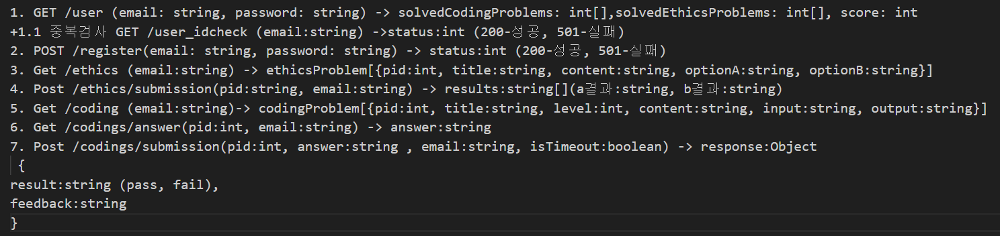 1. GET /user (email: string, password: string) -> solvedCodingProblems: int[],solvedEthicsProblems: int[], score: int
+1.1 중복검사 GET /user_idcheck (email:string) ->status:int (200-성공, 501-실패)
2. POST /register(email: string, password: string) -> status:int (200-성공, 501-실패)
3. Get /ethics (email:string) -> ethicsProblem[{pid:int, title:string, content:string, optionA:string, optionB:string}]
4. Post /ethics/submission(pid:string, email:string) -> results:string[](a결과:string, b결과:string)
5. Get /coding (email:string)-> codingProblem[{pid:int, title:string, level:int, content:string, input:string, output:string}]
6. Get /codings/answer(pid:int, email:string) -> answer:string
7. Post /codings/submission(pid:int, answer:string , email:string, isTimeout:boolean) -> response:Object
{
result:string (pass, fail),
feedback:string
}